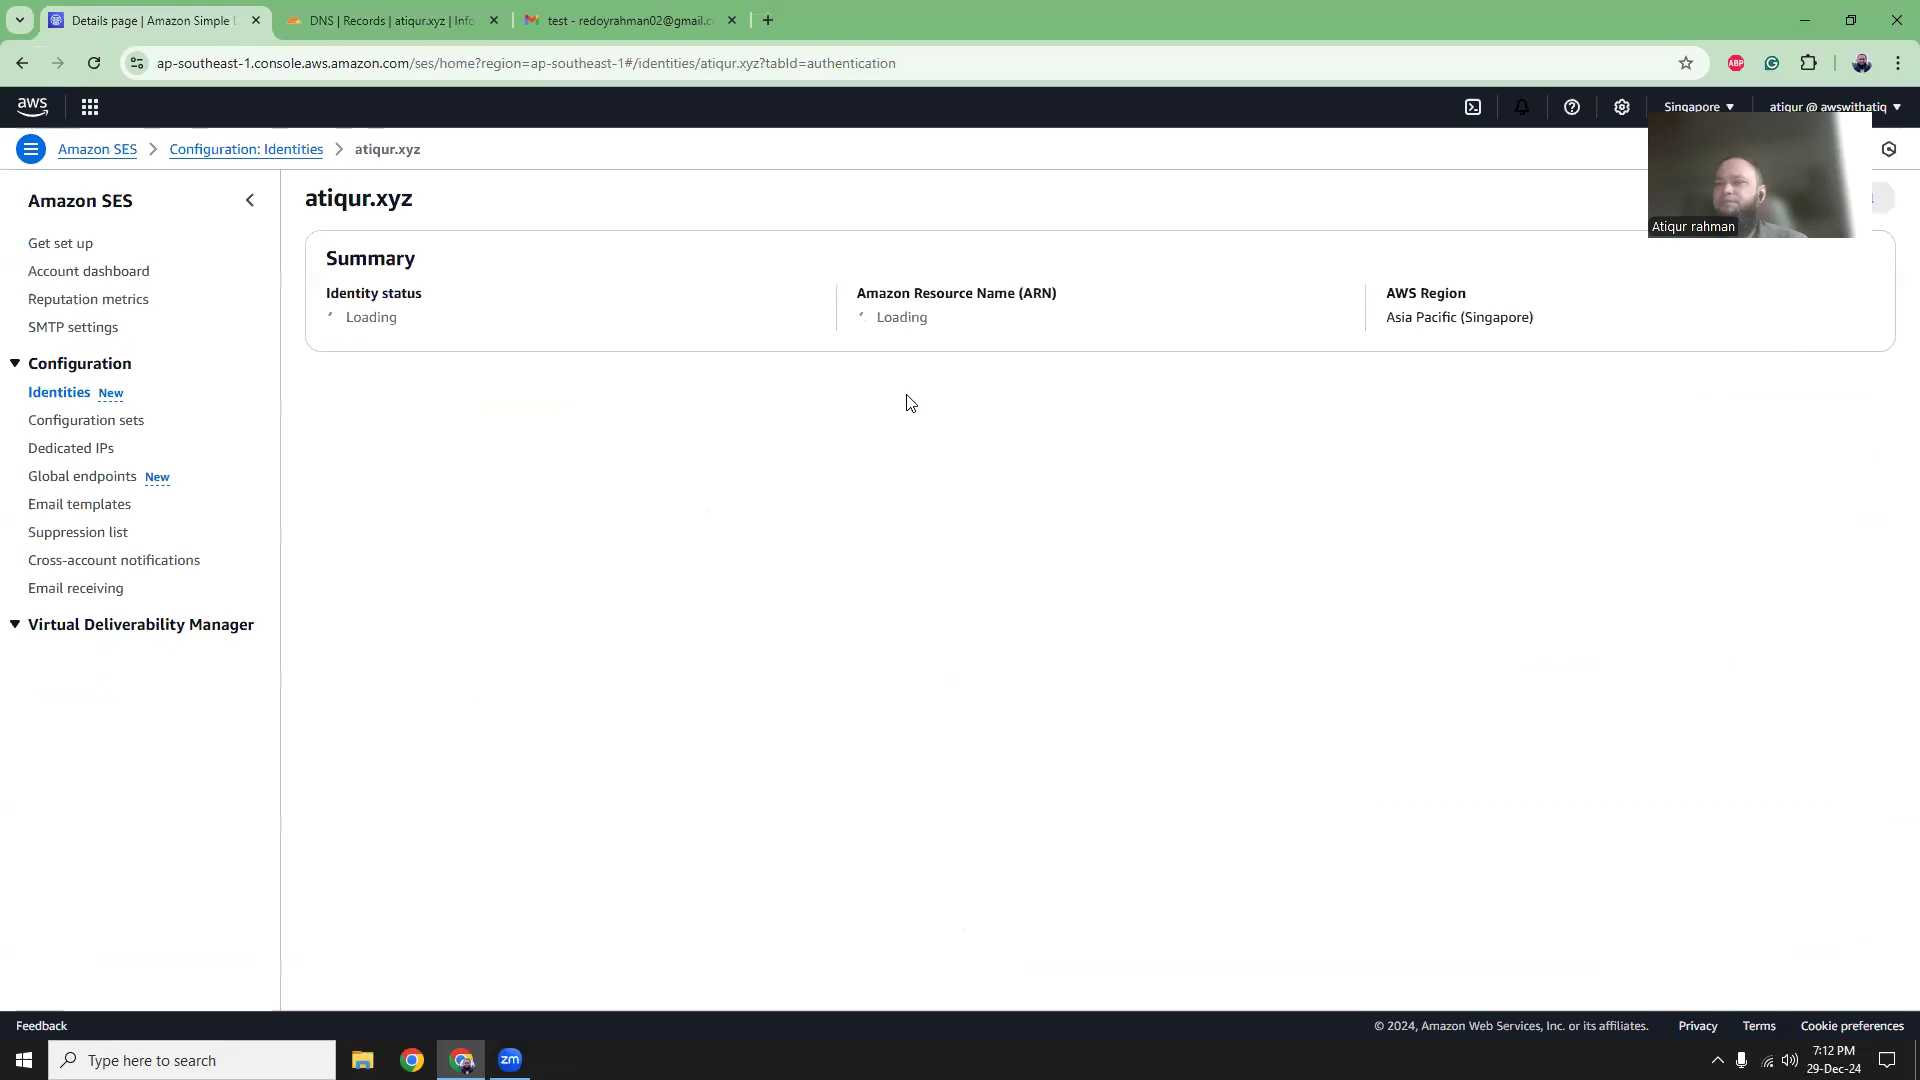 Details page | Amazon Simple E
DNS | Records | atiqur.xyz | Info
test - redoyrahman02@gmail.c
ap-southeast-1.console.aws.amazon.com/ses/home?region=ap-southeast-1#/identities/atiqur.xyz?tabId=authentication
ABP
aws
Singapore
atiqur @ awswithatiq
Amazon SES
Configuration: Identities
atiqur.xyz
Atiqur rahman
Amazon SES
Get set up
Account dashboard
Reputation metrics
SMTP settings
Configuration
Identities New
Configuration sets
Dedicated IPs
Global endpoints New
Email templates
Suppression list
Cross-account notifications
Email receiving
Virtual Deliverability Manager
atiqur.xyz
Summary
Identity status
Loading
Amazon Resource Name (ARN)
Loading
AWS Region
Asia Pacific (Singapore)
Feedback
© 2024, Amazon Web Services, Inc. or its affiliates.
Privacy
Terms
Cookie preferences
Type here to search
zm
7:12 PM
29-Dec-24